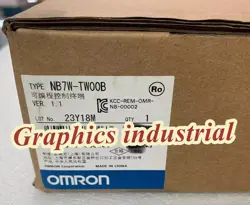 Ro
TYPE NB7W-TW00B
可编程控制终端
VER. 1.1
KCC-REM-OMR-
NB-00002
LOT No. 23Y18M QTY. 1
Graphics industrial
OMRON
MADE IN CHINA